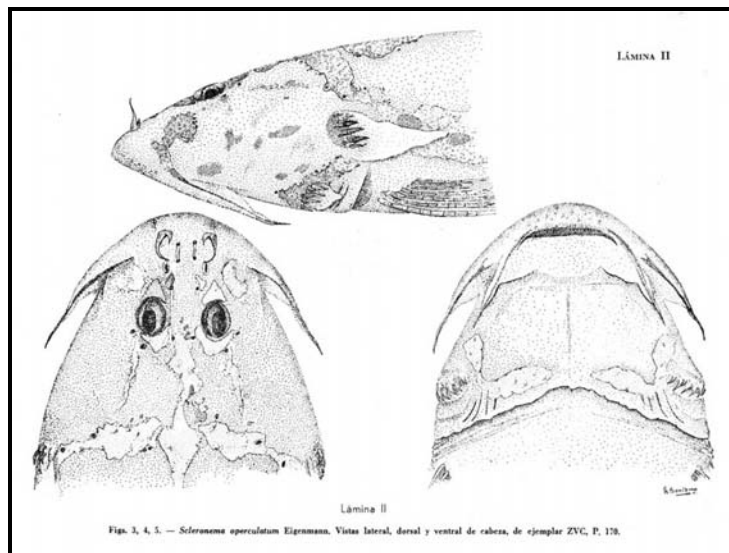 LÁMINA II
Lámina II
Figs. 3, 4, 5. — Scleronema operculatum Eigenmann. Vistas lateral, dorsal y ventral de cabeza, de ejemplar ZVC, P. 170.